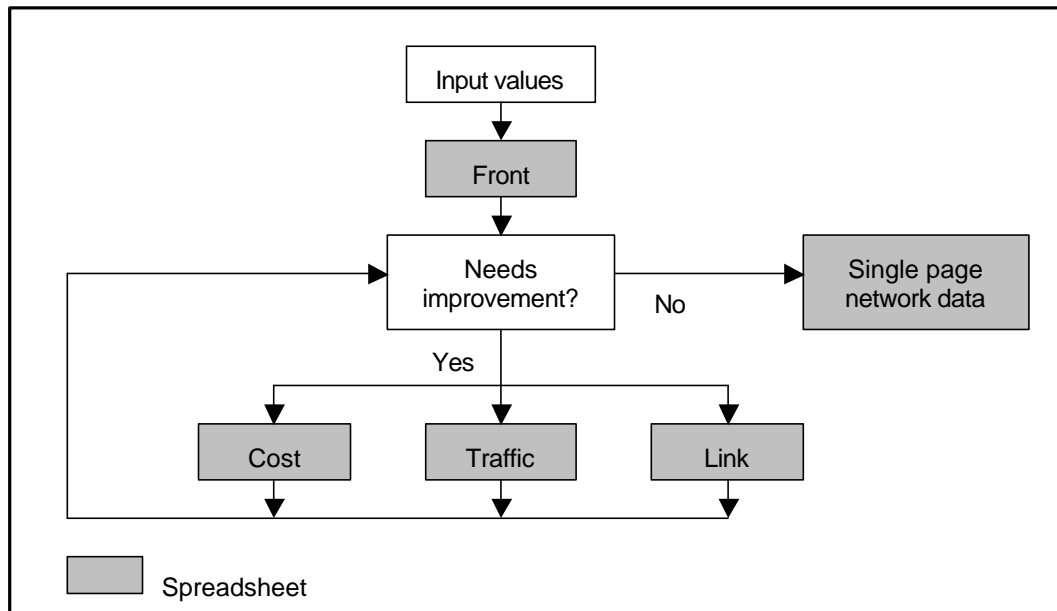 Input values
Front
Needs
improvement?
Single page
network data
No
Yes
Cost
Traffic
Link
Spreadsheet